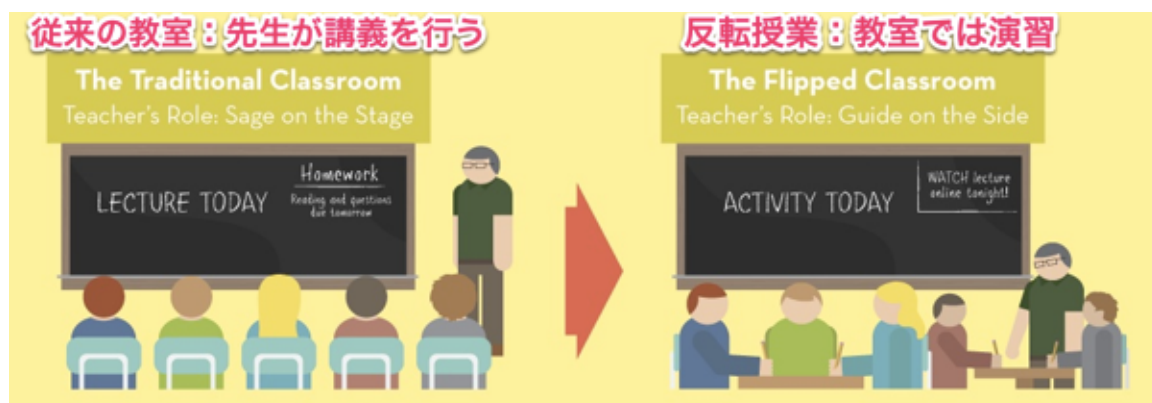 従来の教室：先生が講義を行う
The Traditional Classroom
Teacher's Role: Sage on the Stage
LECTURE TODAY
Homework
Reading and questions
due tomorrow
反転授業：教室では演習
The Flipped Classroom
Teacher's Role: Guide on the Side
ACTIVITY TODAY
WATCH lecture
online tonight!